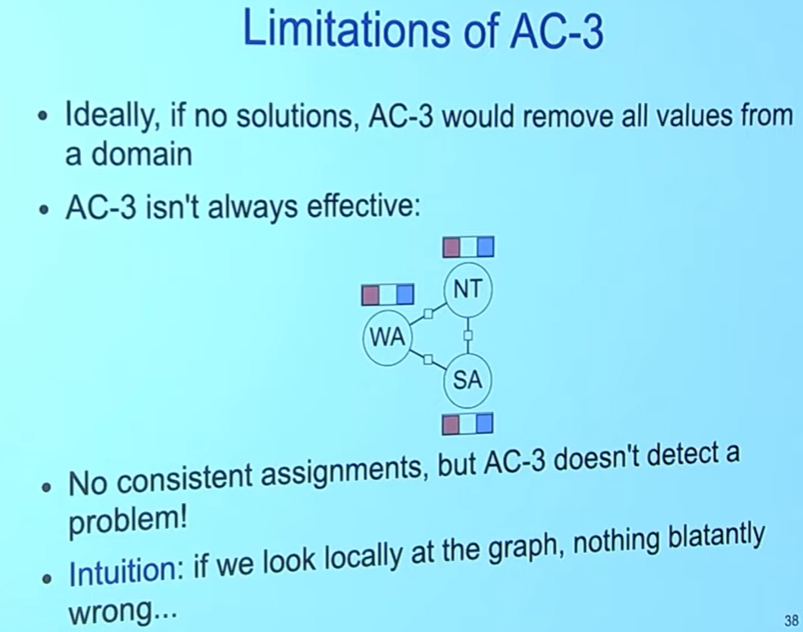 Limitations of AC-3
• Ideally, if no solutions, AC-3 would remove all values from
a domain
• AC-3 isn't always effective:
NT
WA
SA
• No consistent assignments, but AC-3 doesn't detect a
problem!
• Intuition: if we look locally at the graph, nothing blatantly
wrong...
38